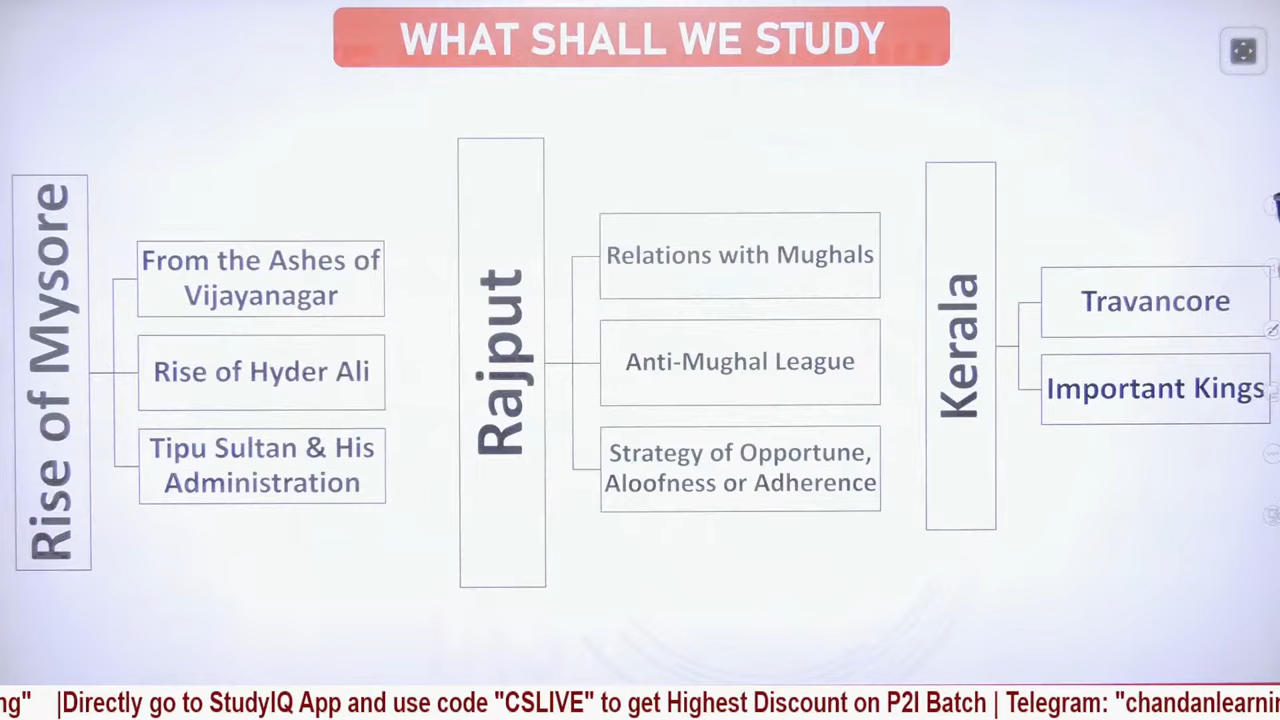 WHAT SHALL WE STUDY
Rise of Mysore
From the Ashes of
Vijayanagar
Rise of Hyder Ali
Tipu Sultan & His
Administration
Rajput
Relations with Mughals
Anti-Mughal League
Strategy of Opportune,
Aloofness or Adherence
Kerala
Travancore
Important Kings
ng" |Directly go to StudyIQ App and use code "CSLIVE" to get Highest Discount on P2I Batch | Telegram: "chandanlearni